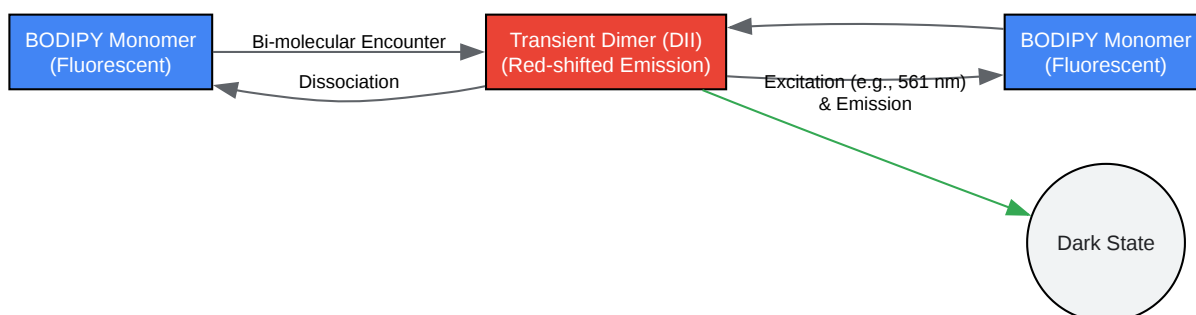 BODIPY Monomer
(Fluorescent)
Bi-molecular Encounter
Dissociation
Transient Dimer (DII)
(Red-shifted Emission)
Excitation (e.g., 561 nm)
& Emission
BODIPY Monomer
(Fluorescent)
Dark State